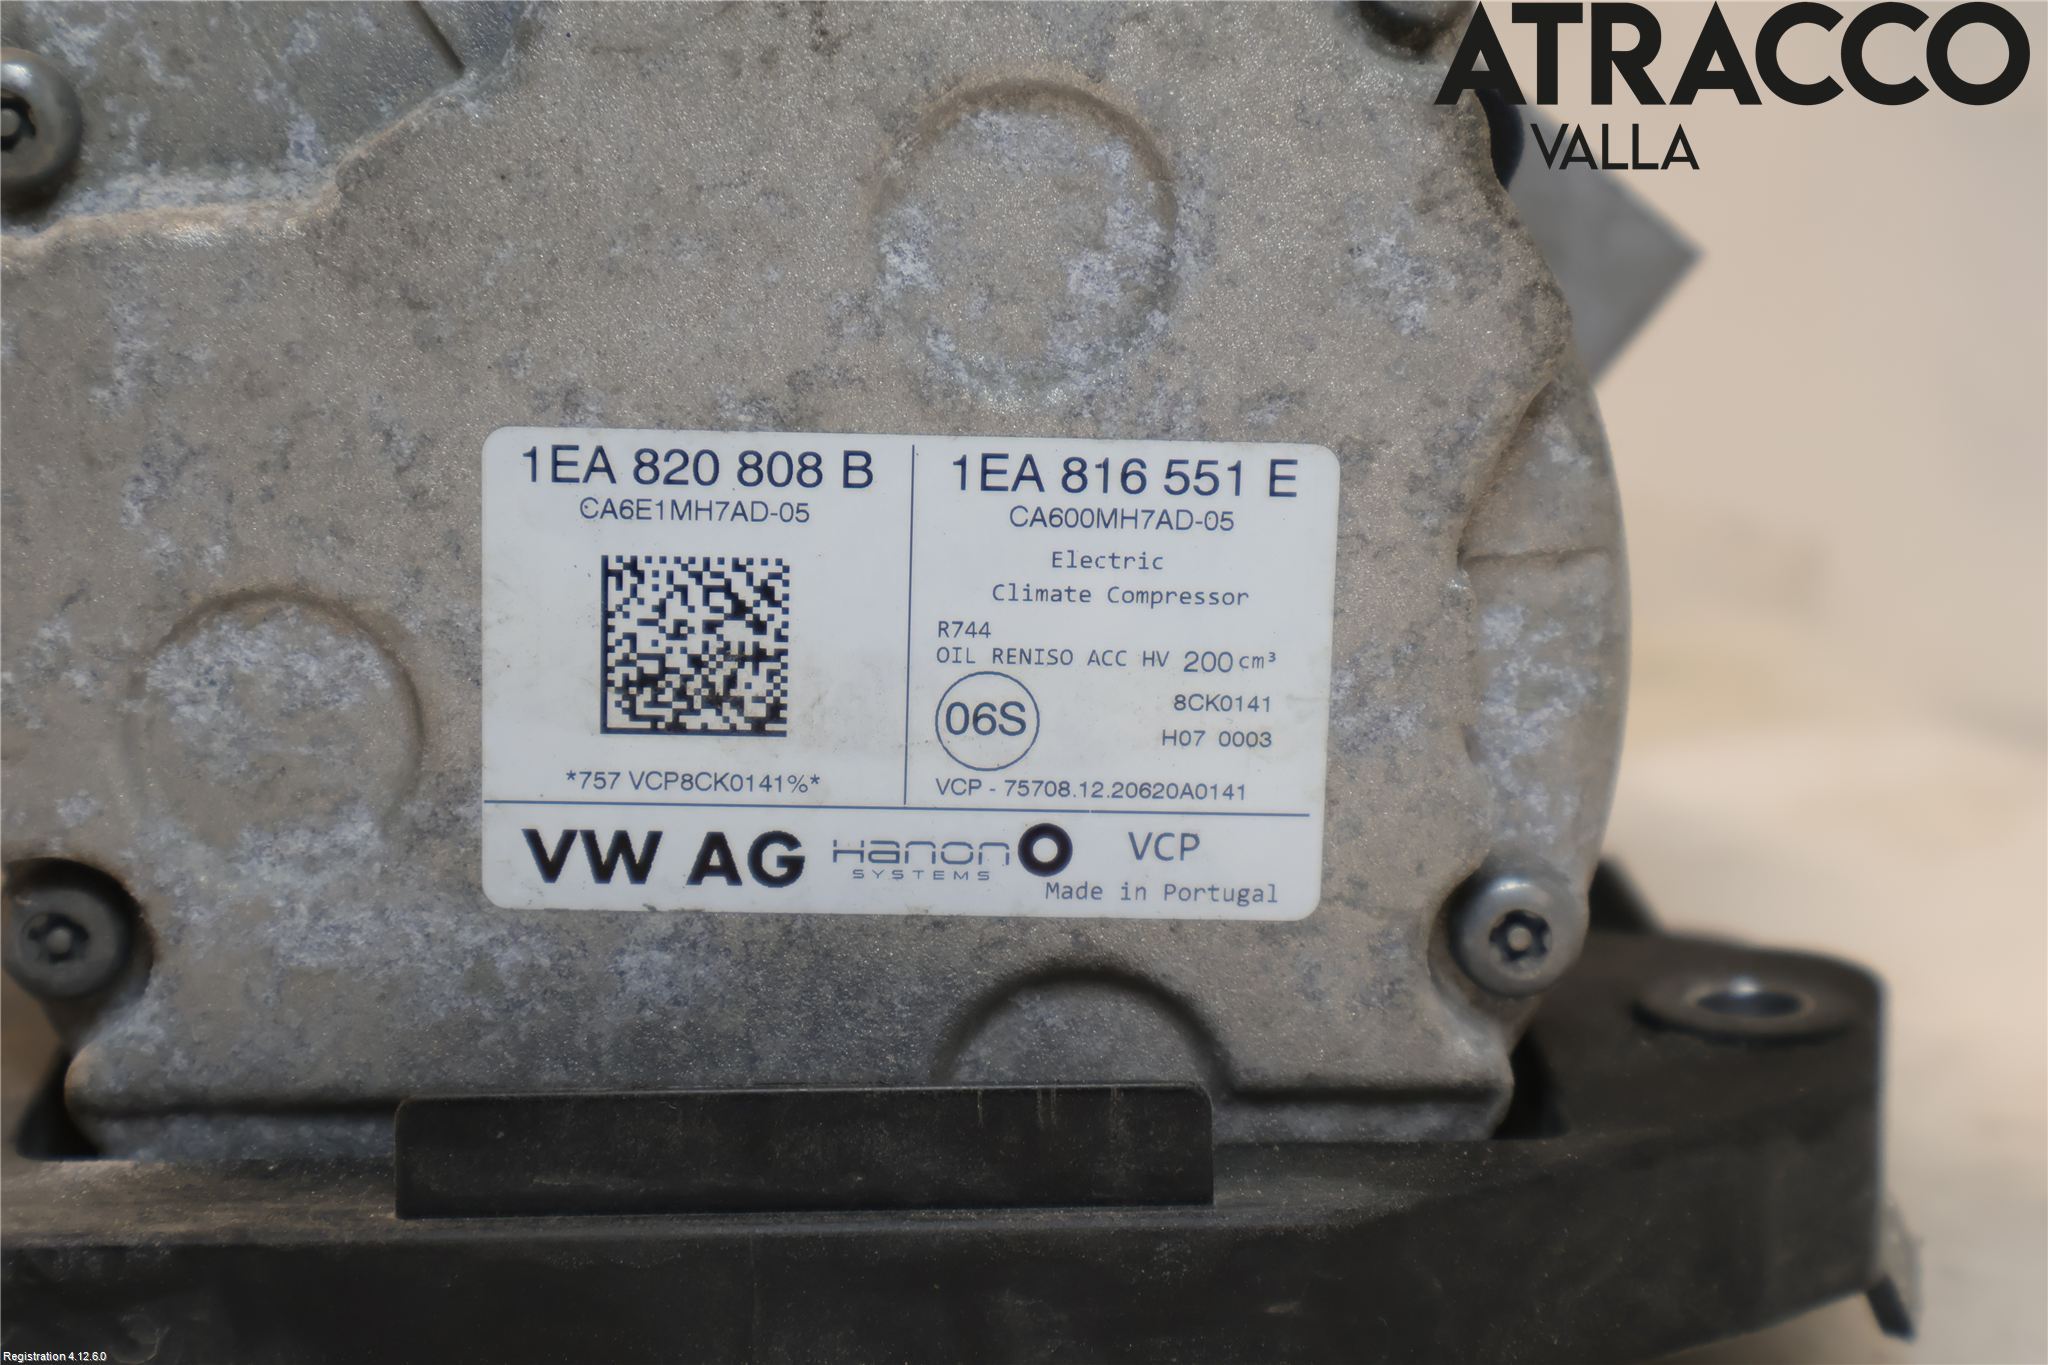 ATRACCO
VALLA
1EA 820 808 B
CA6E1MH7AD-05
*757 VCP8CK0141%*
1EA 816 551 E
CA600MH7AD-05
Electric
Climate Compressor
R744
OIL RENISO ACC HV 200 cm³
06S
8CK0141
H07 0003
VCP - 75708.12.20620A0141
VW AG
Hanon
SYSTEMS
VCP
Made in Portugal
Registration 4.12.6.0